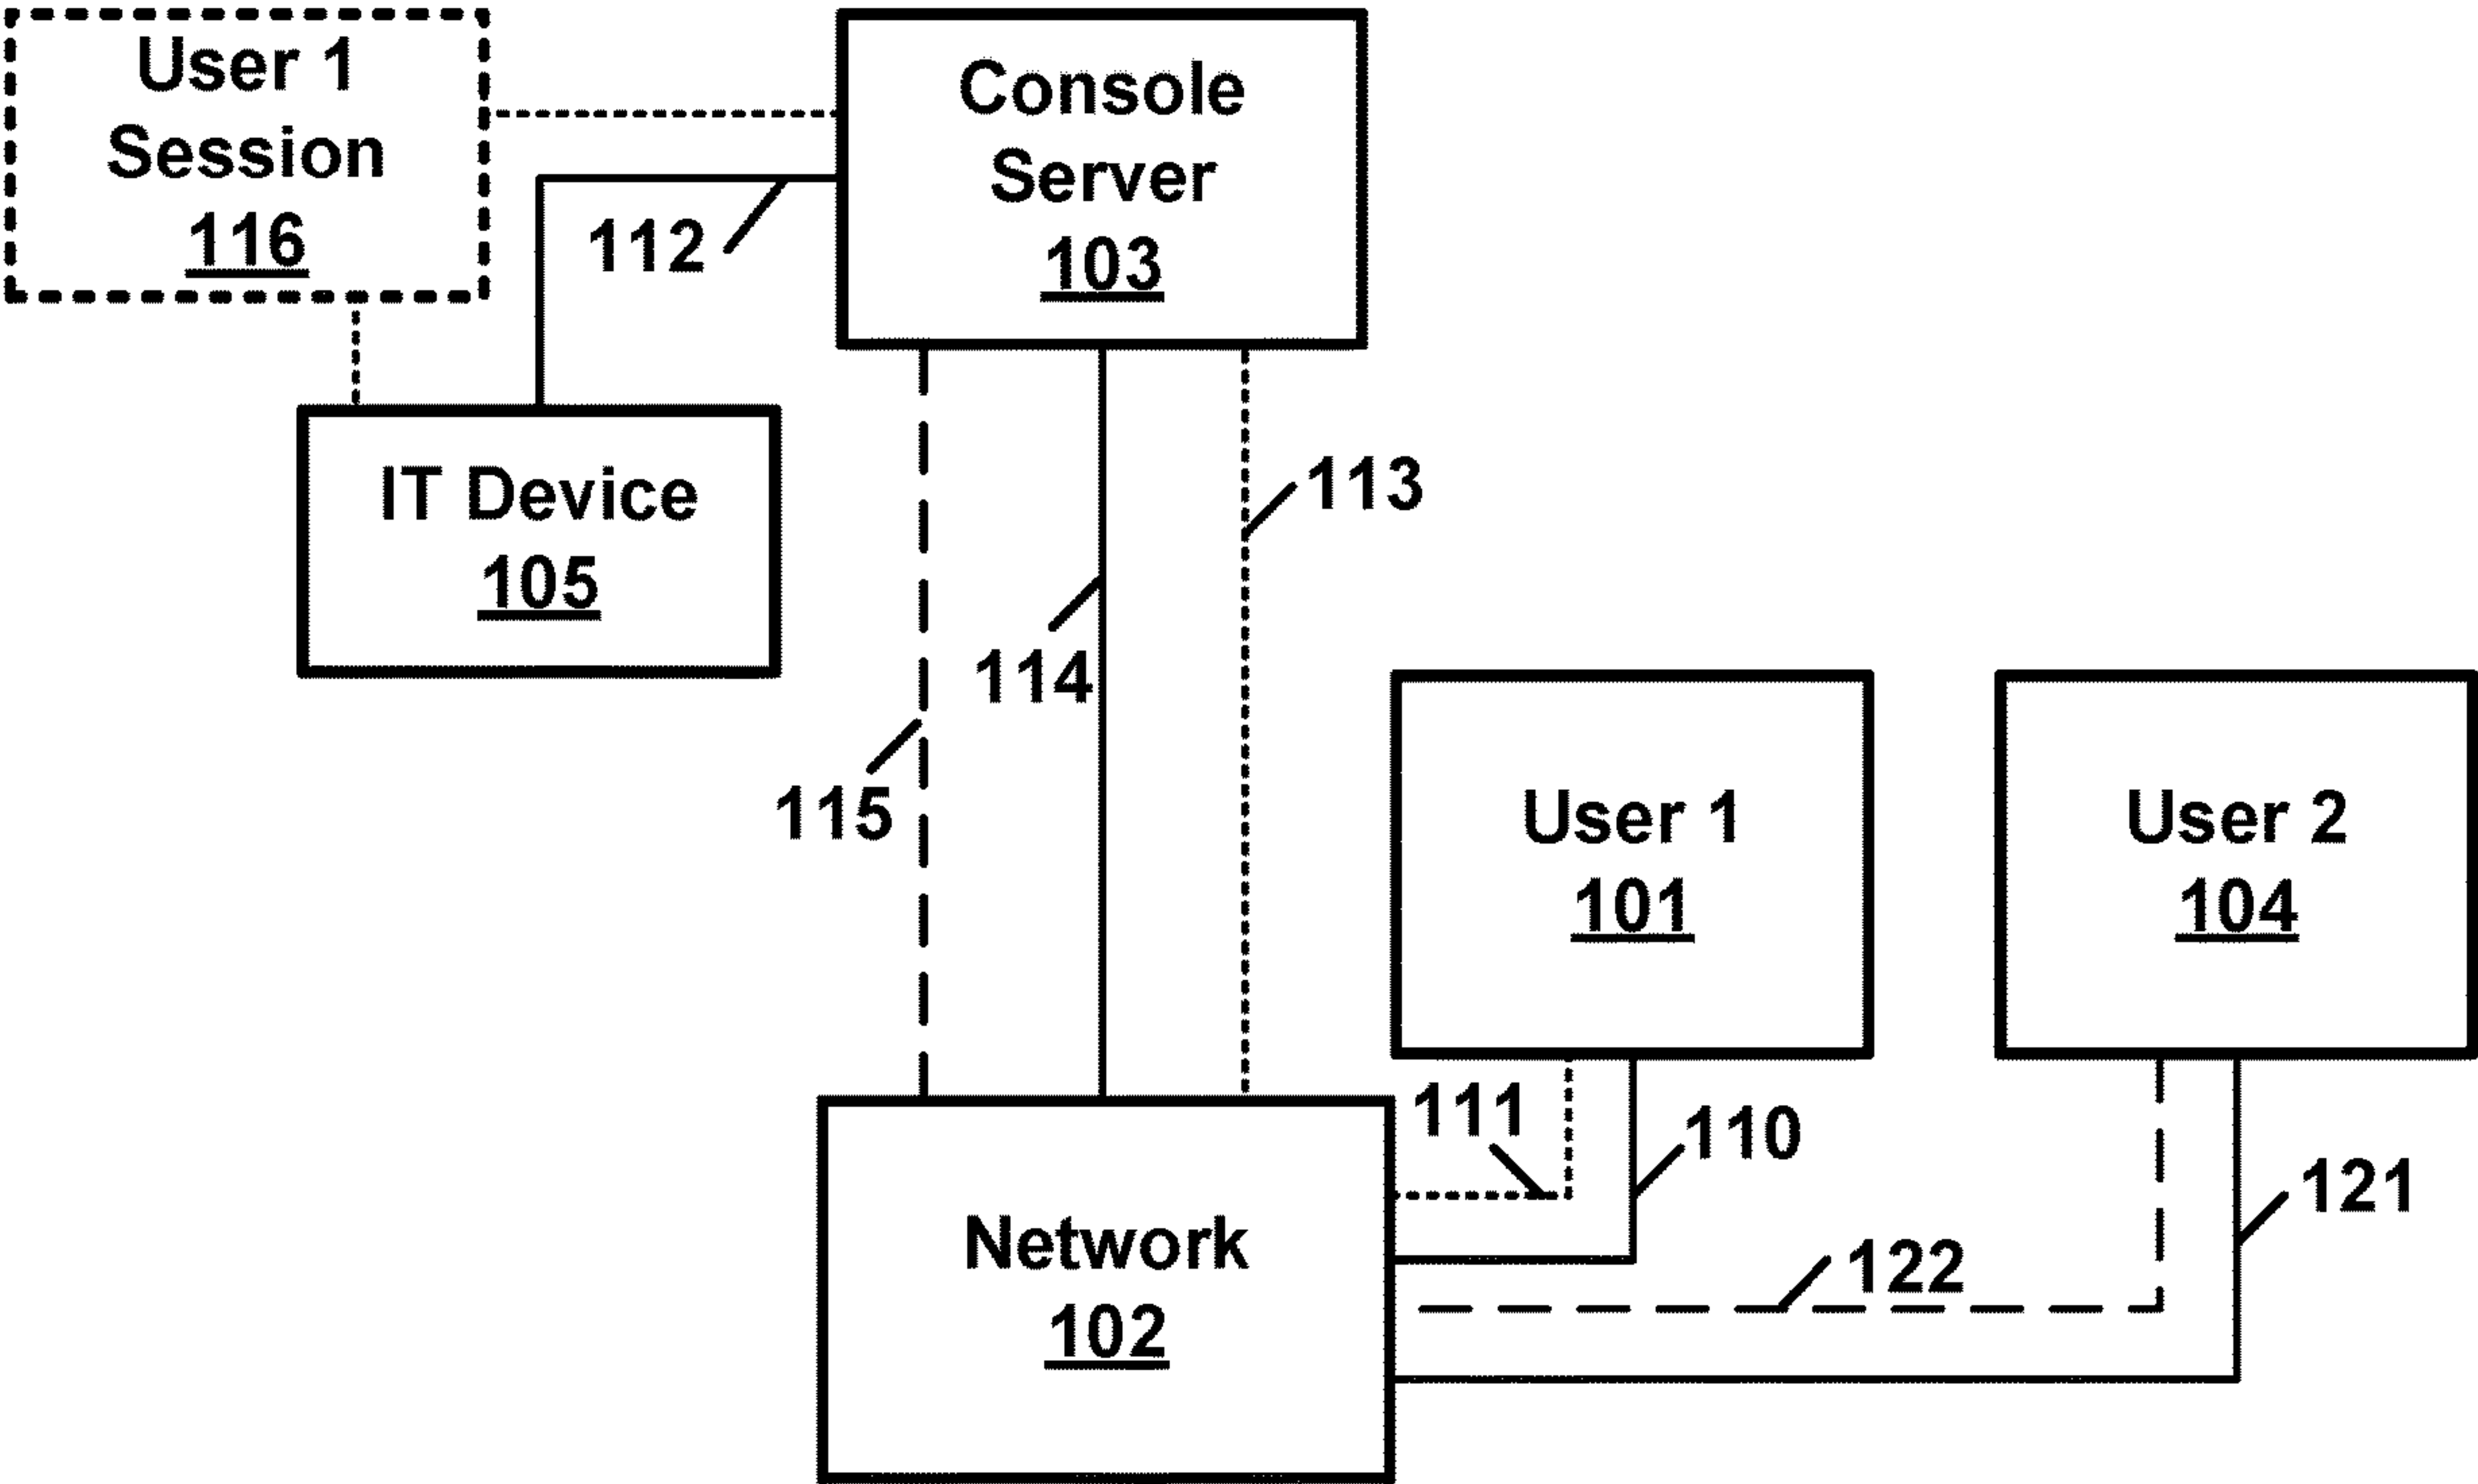 User 1
Session
116
Console
Server
103
112
IT Device
105
113
114
115
User 1
101
User 2
104
111
110
121
122
Network
102